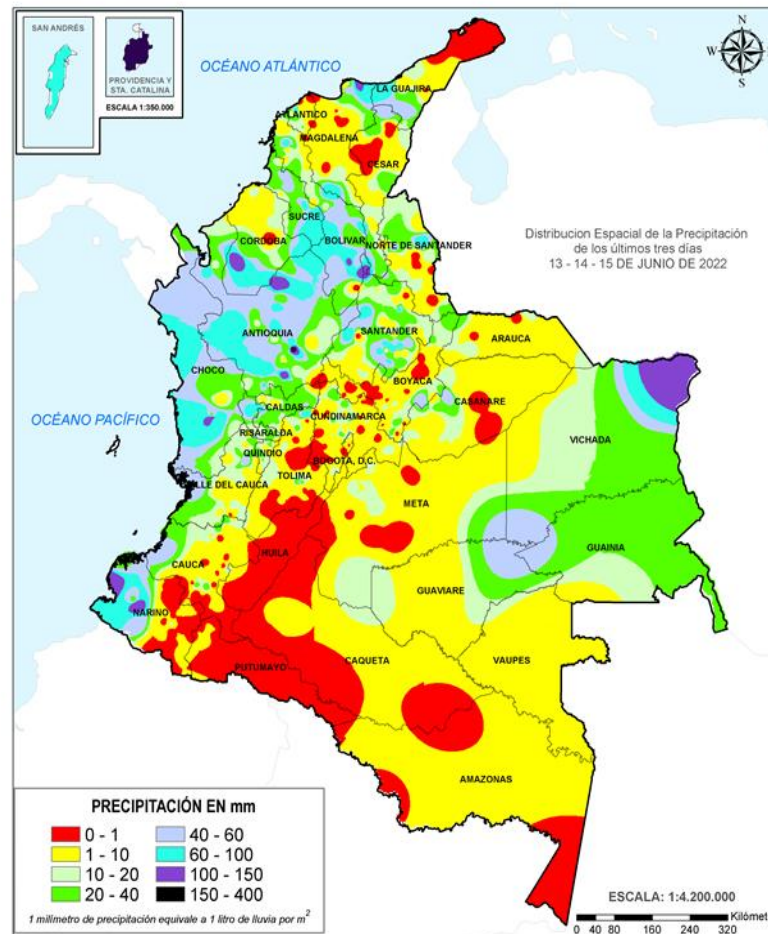 SAN ANDRÉS
PROVIDENCIA Y
STA. CATALINA
ESCALA 1:350.000
OCÉANO ATLÁNTICO
N
W
E
S
LA GUAJIRA
ATLANTICO
MAGDALENA
CESAR
SUCRE
CORDOBA
BOLIVAR
NORTE DE SANTANDER
Distribucion Espacial de la Precipitación
de los últimos tres días
13 - 14 - 15 DE JUNIO DE 2022
ANTIOQUIA
SANTANDER
ARAUCA
CHOCO
BOYACA
CASANARE
OCÉANO PACÍFICO
CALDAS
CUNDINAMARCA
RISARALDA
VICHADA
QUINDIO
BOGOTA, D.C.
TOLIMA
VALLE DEL CAUCA
META
HUILA
GUAINIA
CAUCA
GUAVIARE
NARIÑO
PUTUMAYO
CAQUETA
VAUPES
AMAZONAS
PRECIPITACIÓN EN mm
0 - 1
40 - 60
1 - 10
60 - 100
10 - 20
100 - 150
20 - 40
150 - 400
1 milímetro de precipitación equivale a 1 litro de lluvia por m2
ESCALA: 1:4.200.000
Kilómet
0 40 80 160 240 320